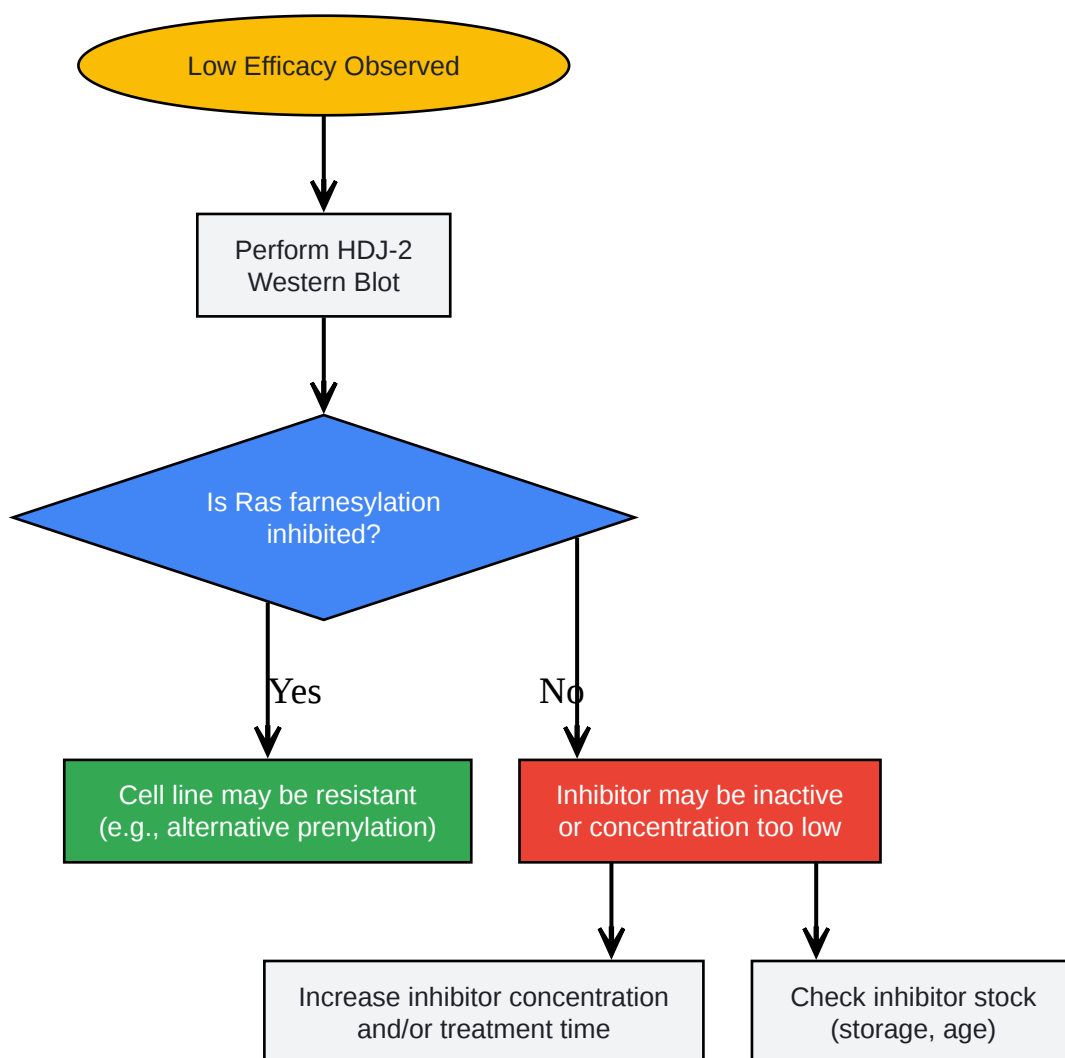 Low Efficacy Observed
Perform HDJ-2
Western Blot
Is Ras farnesylation
inhibited?
Yes
No
Cell line may be resistant
(e.g., alternative prenylation)
Inhibitor may be inactive
or concentration too low
Increase inhibitor concentration
and/or treatment time
Check inhibitor stock
(storage, age)